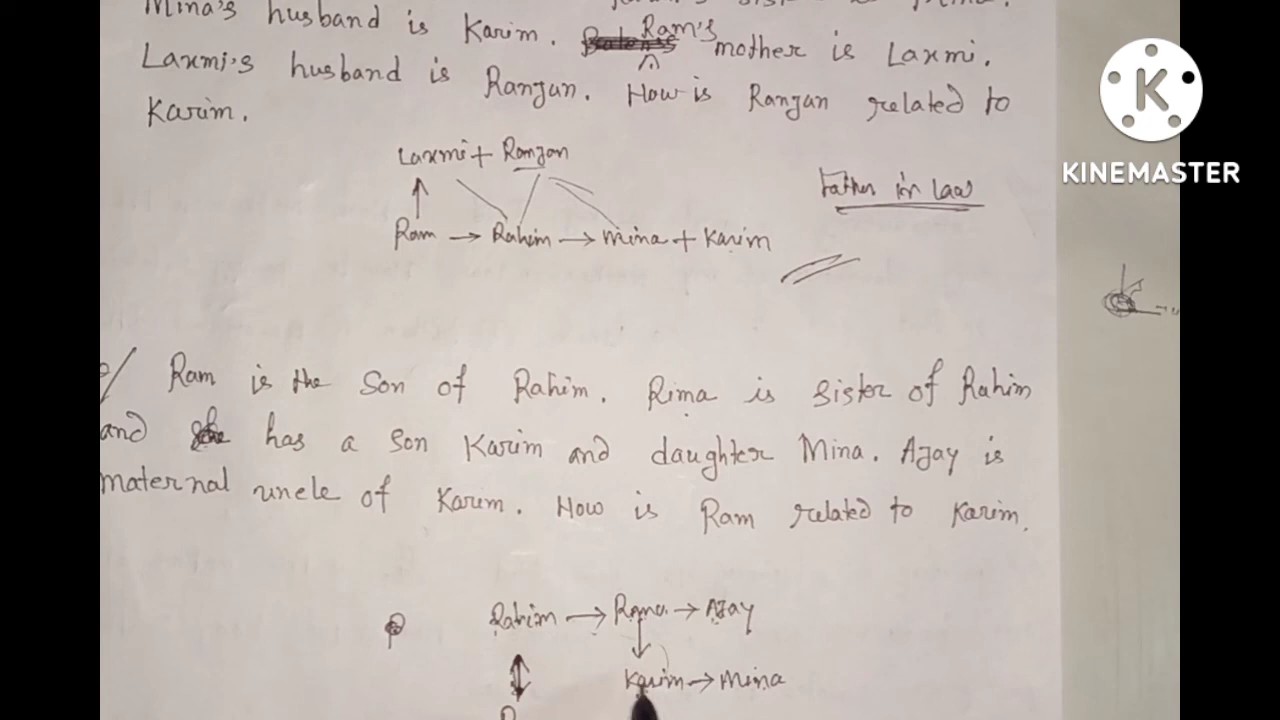 Mina's husband is Karim.
Ram's
mother is Laxmi.
Laxmi's husband is Ranjan. How is Ranjan related to
Karim.
Laxmi + Ranjan
Father in law
Ram → Rahim → Mina + Karim
Ram is the Son of Rahim. Rima is sister of Rahim
and has a son Karim and daughter Mina. Ajay is
maternal uncle of Karim. How is Ram related to Karim.
Rahim → Rima → Ajay
Karim → Mina
K
KINEMASTER